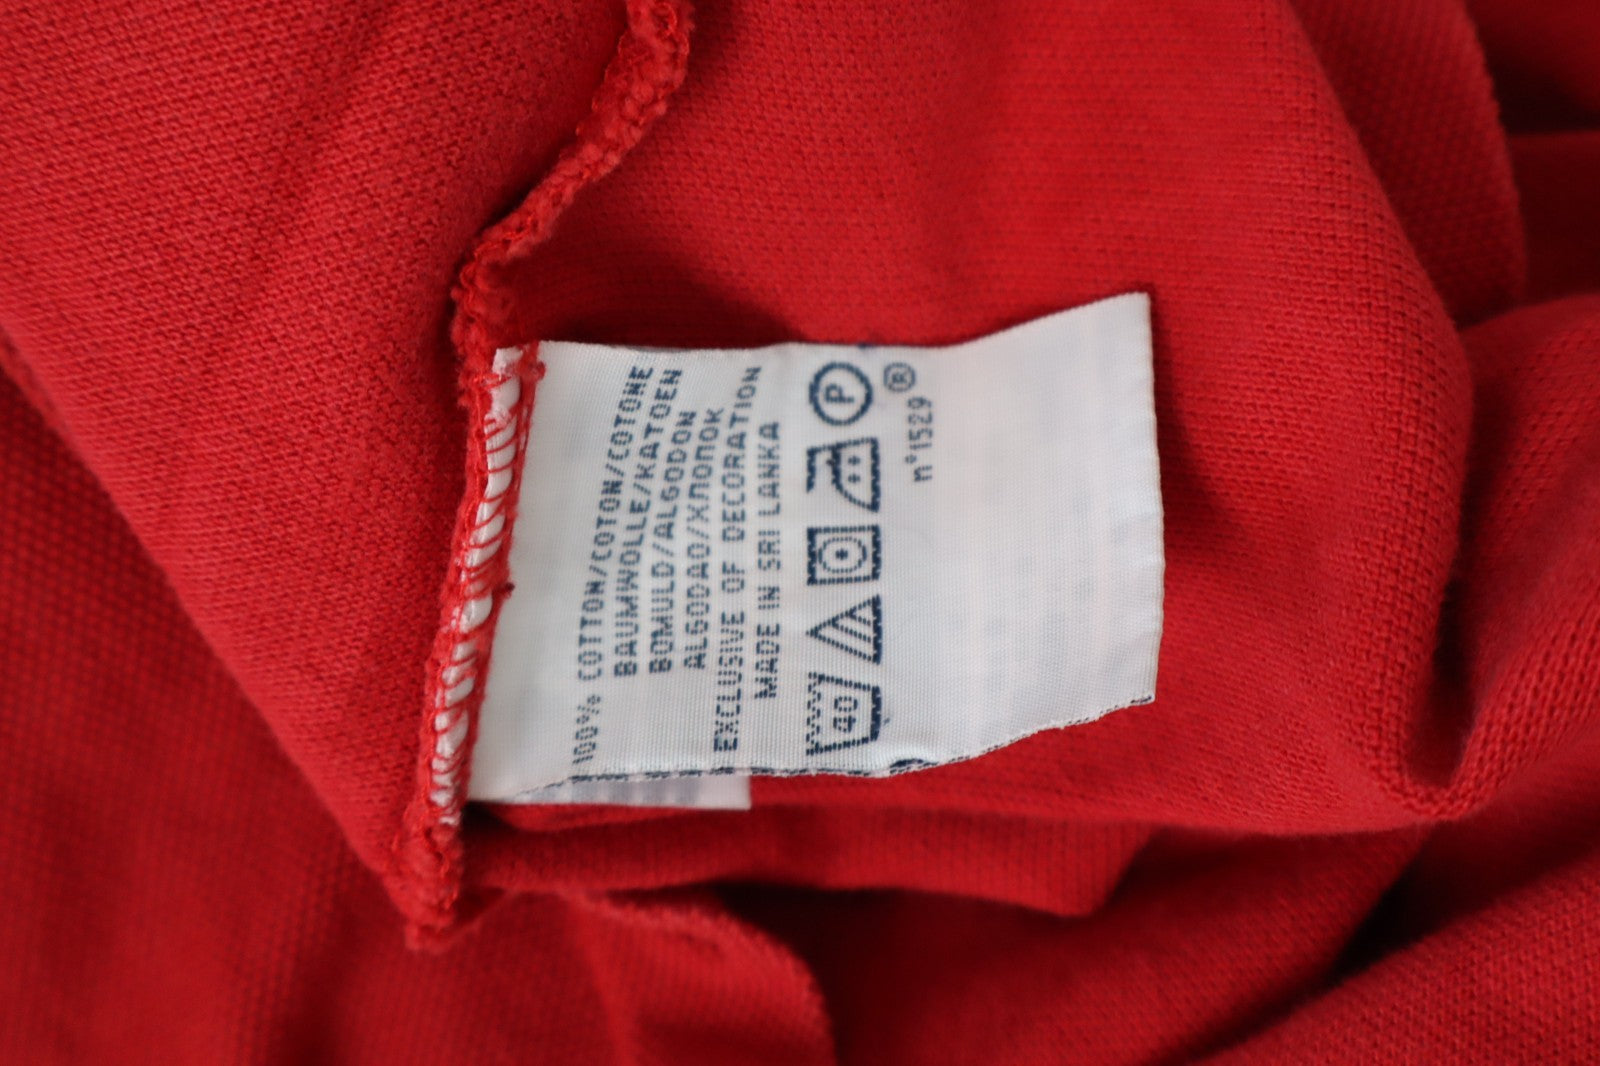 100% COTTON/COTON/COTONE
BAUMWOLLE/KATOEN
BOMULD/ALGODON
ALGODAO/ХЛОПОК
EXCLUSIVE OF DECORATION
MADE IN SRI LANKA
40
P
n°1529 ®